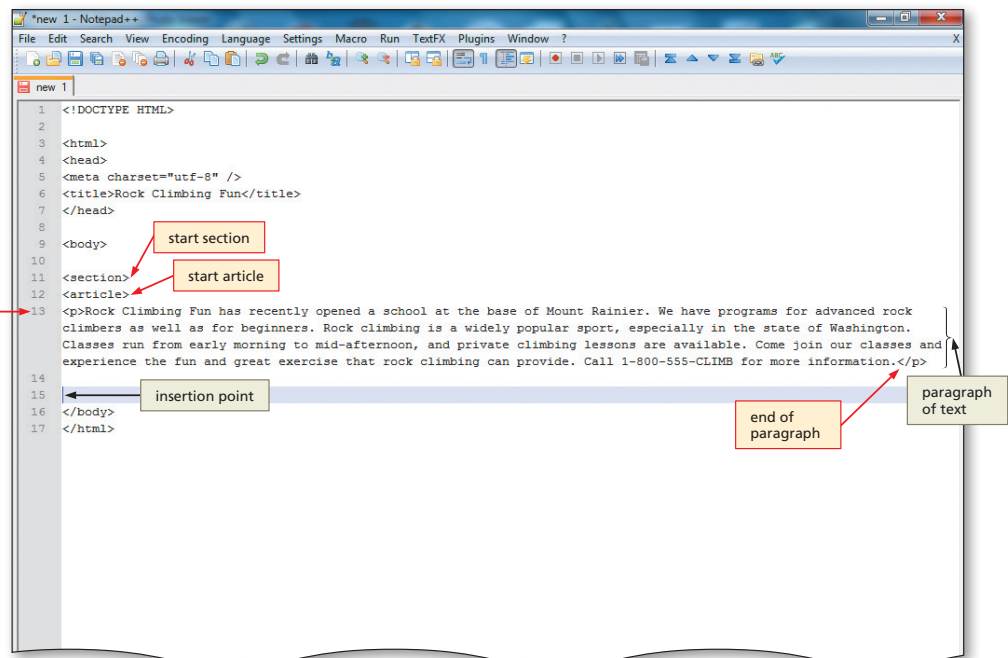 *new 1 - Notepad++
File Edit Search View Encoding Language Settings Macro Run TextFX Plugins Window ? X
new 1
1 <!DOCTYPE HTML>
2
3 <html>
4 <head>
5 <meta charset="utf-8" />
6 <title>Rock Climbing Fun</title>
7 </head>
8
start section
9 <body>
10
11 <section>
start article
12 <article>
13 <p>Rock Climbing Fun has recently opened a school at the base of Mount Rainier. We have programs for advanced rock
climbers as well as for beginners. Rock climbing is a widely popular sport, especially in the state of Washington.
Classes run from early morning to mid-afternoon, and private climbing lessons are available. Come join our classes and
experience the fun and great exercise that rock climbing can provide. Call 1-800-555-CLIMB for more information.</p>
14
15
insertion point
paragraph
of text
16 </body>
end of
paragraph
17 </html>